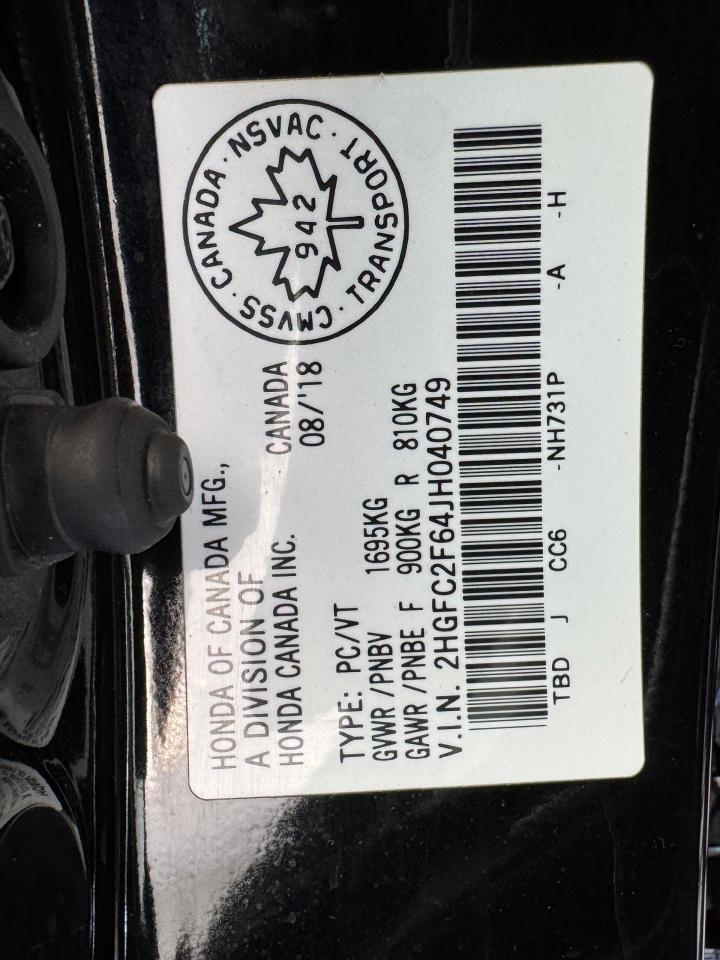 HONDA OF CANADA MFG.,
A DIVISION OF
HONDA CANADA INC.
CANADA
08/'18
CMVSS · CANADA · NSVAC · TRANSPORT ·
942
TYPE: PC/VT
GVWR /PNBV 1695KG
GAWR /PNBE F 900KG R 810KG
V.I.N. 2HGFC2F64JH040749
TBD J CC6 -NH731P -A -H